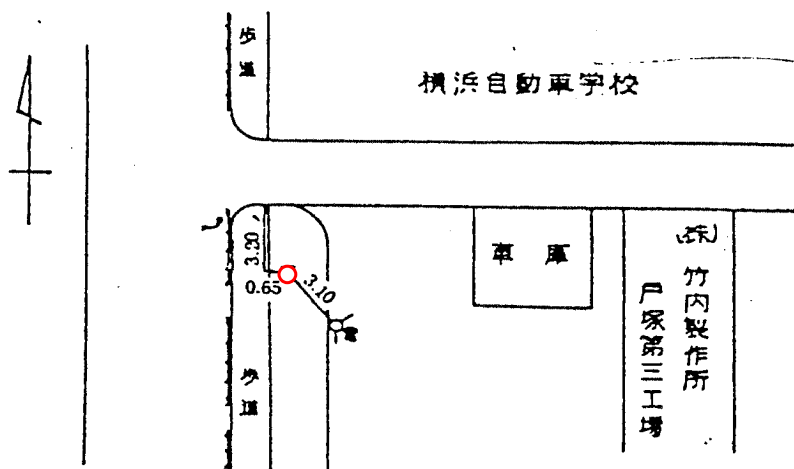 歩道
横浜自動車学校
3.20
0.65
3.10
車庫
(株)
竹内製作所
戸塚第三工場
歩道